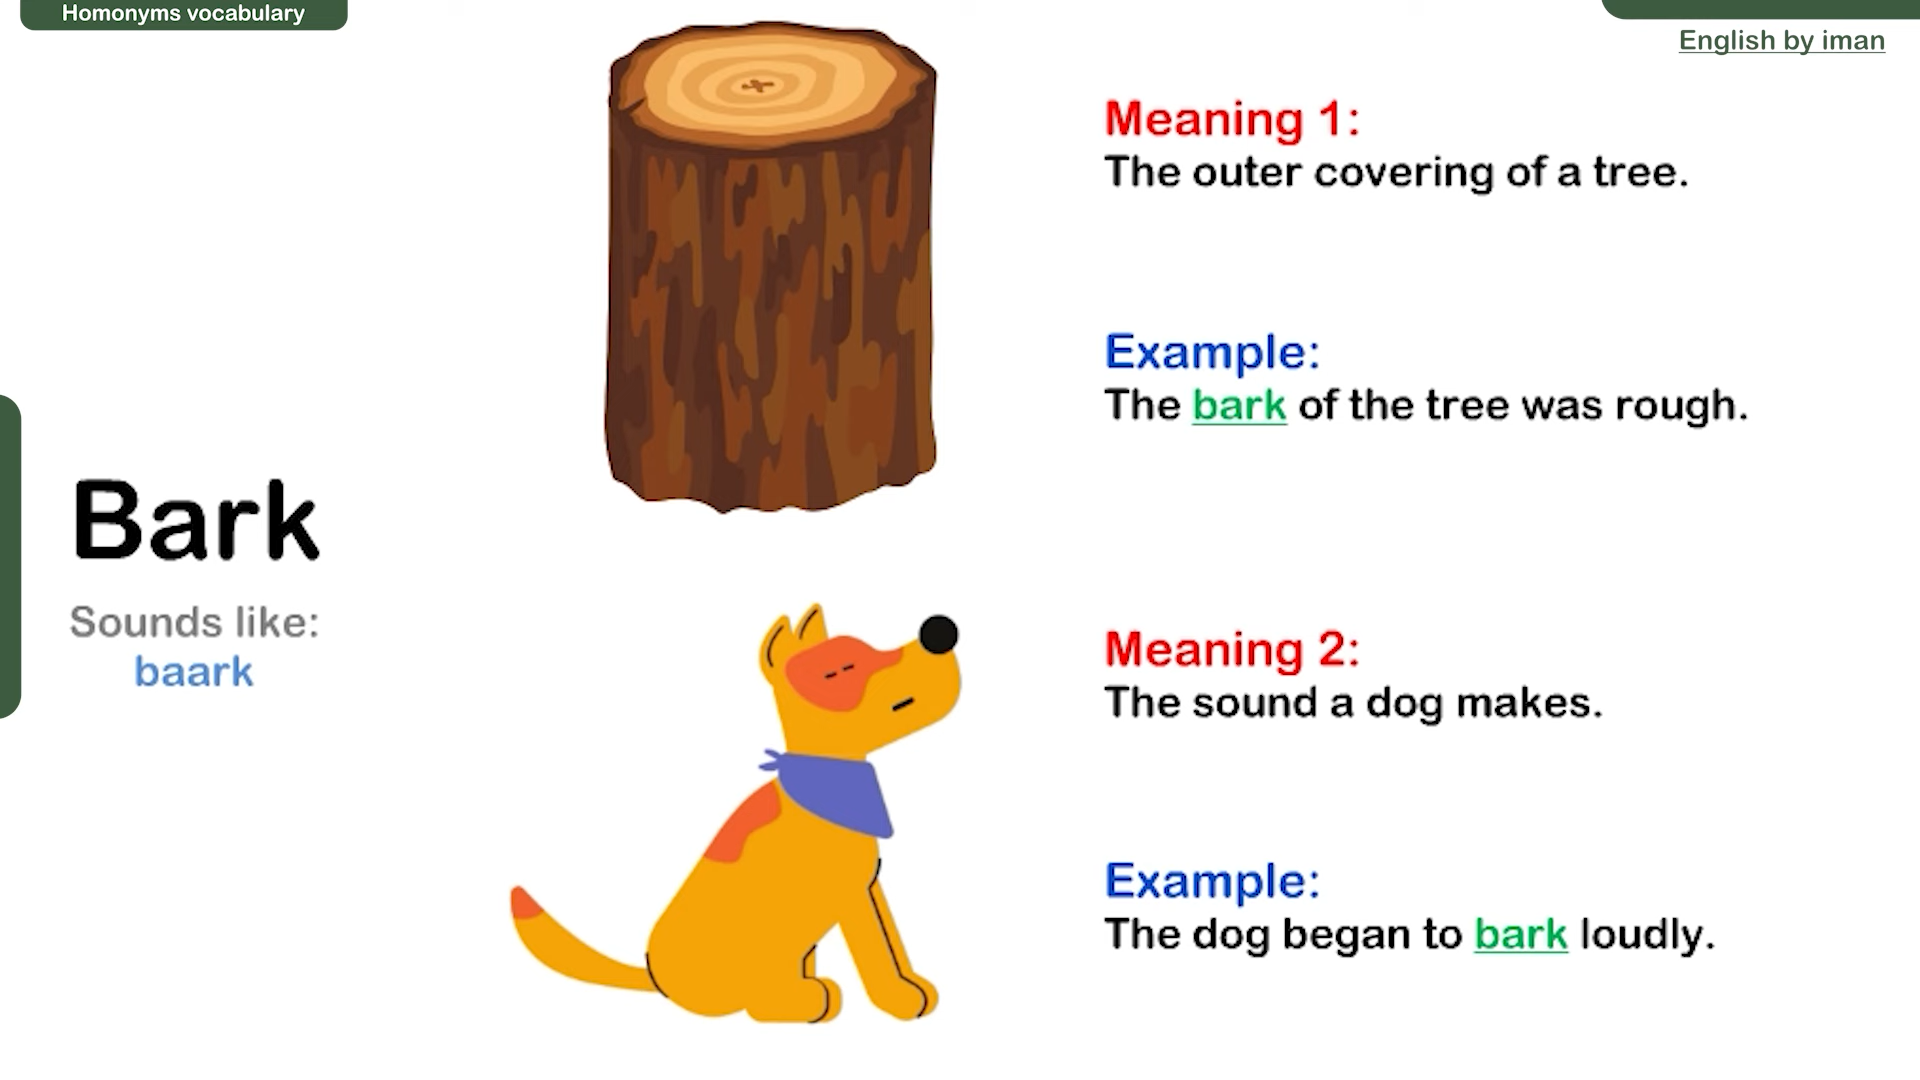 Homonyms vocabulary
English by iman
Bark
Sounds like:
baark
Meaning 1:
The outer covering of a tree.
Example:
The bark of the tree was rough.
Meaning 2:
The sound a dog makes.
Example:
The dog began to bark loudly.